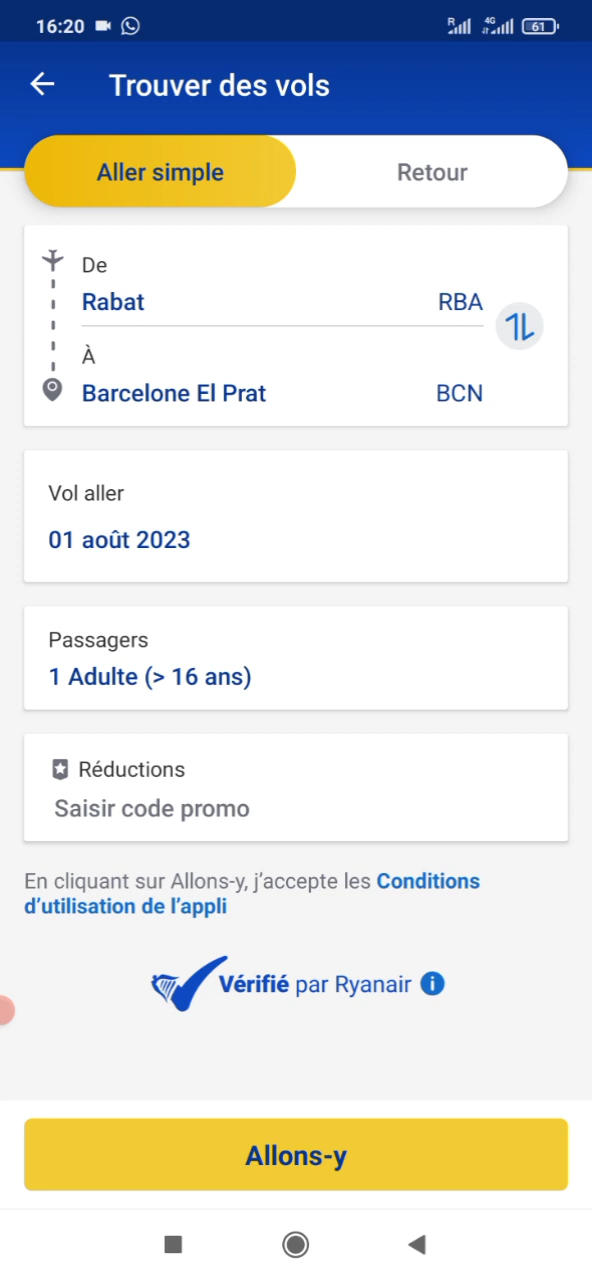 16:20
R
4G
61
Trouver des vols
Aller simple
Retour
De
Rabat
RBA
À
Barcelone El Prat
BCN
Vol aller
01 août 2023
Passagers
1 Adulte (> 16 ans)
Réductions
Saisir code promo
En cliquant sur Allons-y, j’accepte les Conditions
d’utilisation de l’appli
Vérifié par Ryanair
i
Allons-y